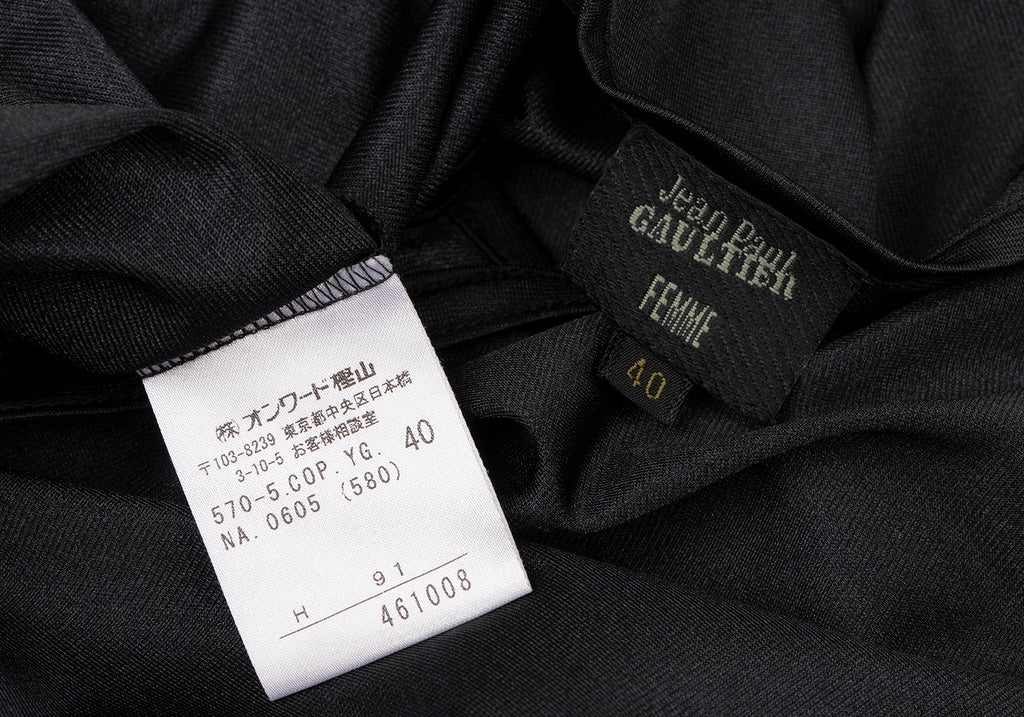 ㈱オンワード樫山
〒103-8239 東京都中央区日本橋
3-10-5 お客様相談室
570-5.COP.YG. 40
NA.0605 (580)
H 91
461008
Jean Paul
GAULTIER
FEMME
40